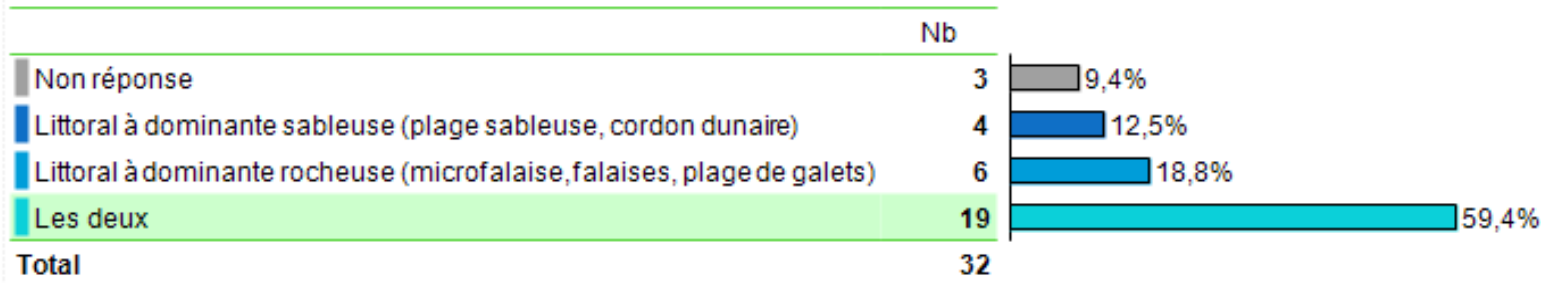 Nb
Non réponse 3 9,4%
Littoral à dominante sableuse (plage sableuse, cordon dunaire) 4 12,5%
Littoral à dominante rocheuse (microfalaise, falaises, plage de galets) 6 18,8%
Les deux 19 59,4%
Total 32